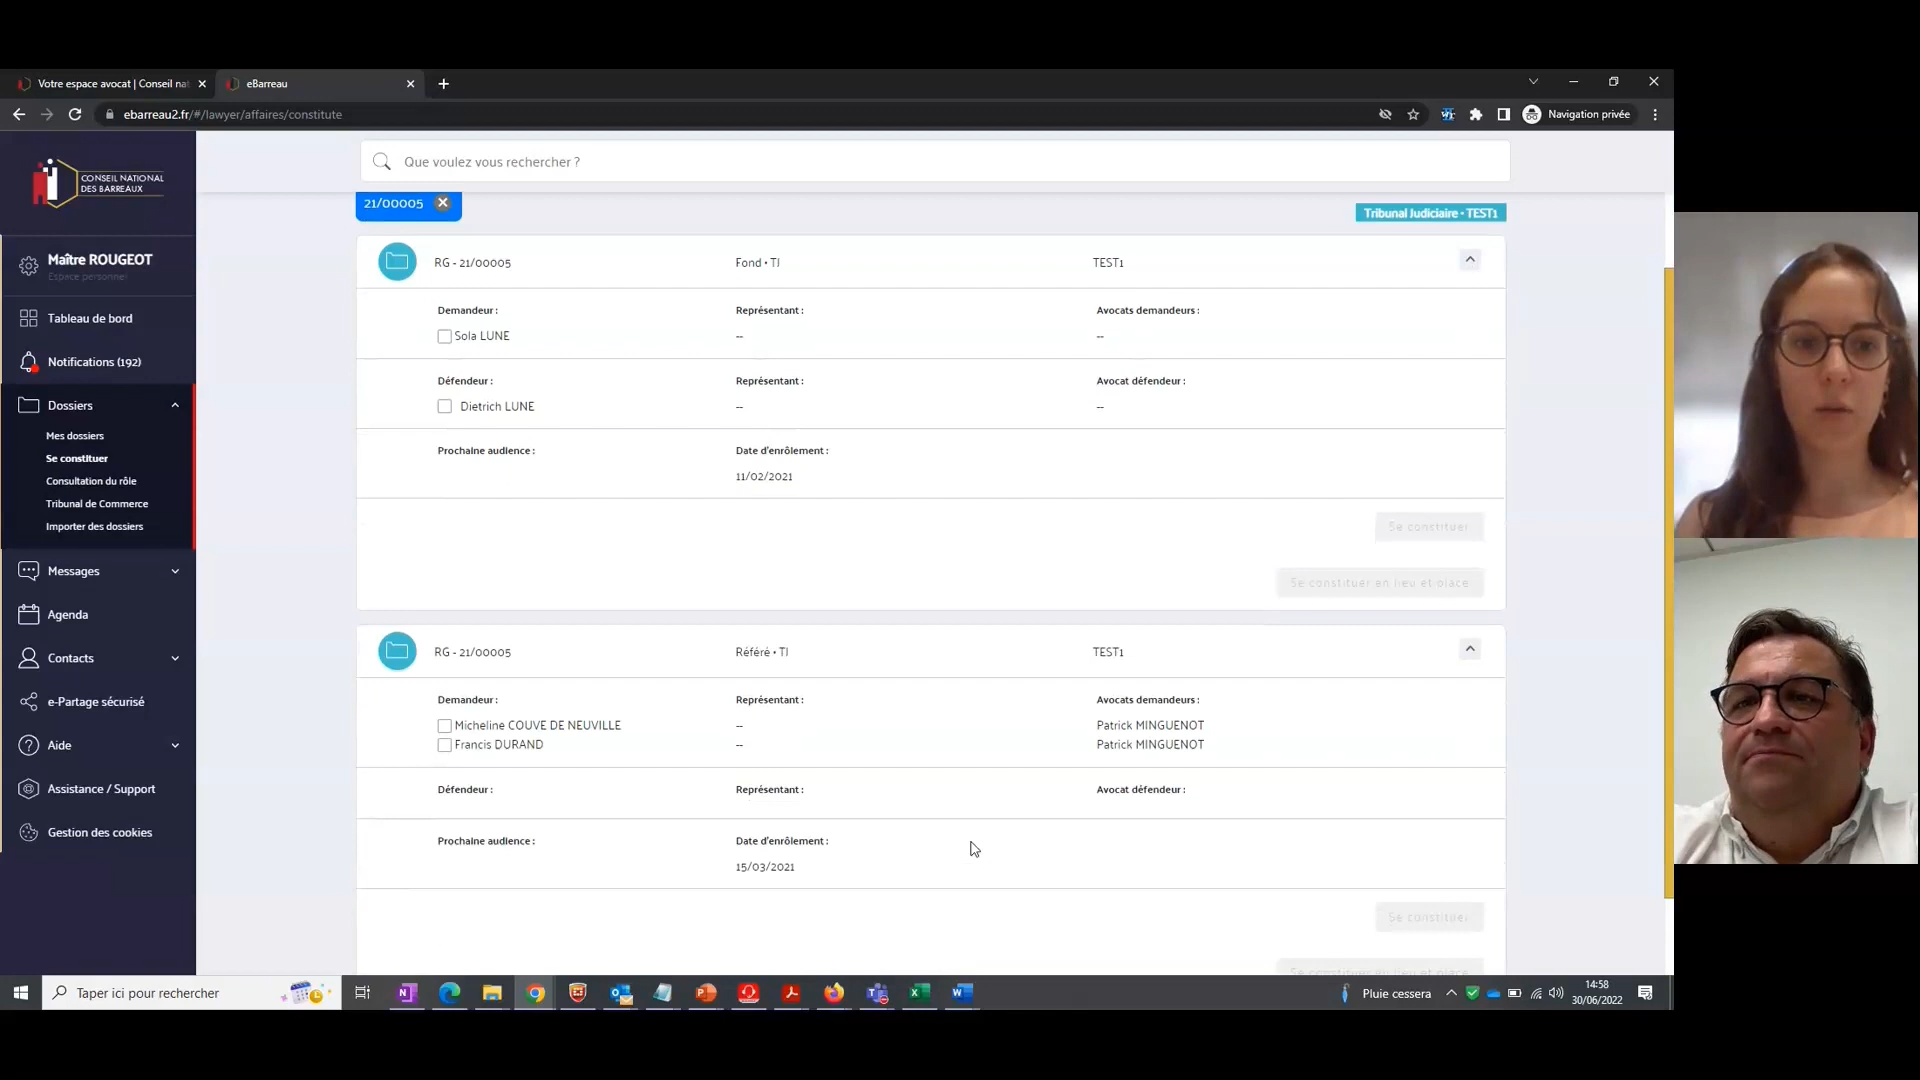 Votre espace avocat | Conseil nat
eBarreau
ebarreau2.fr/#/lawyer/affaires/constitute
Navigation privée
CONSEIL NATIONAL
DES BARREAUX
Que voulez vous rechercher ?
21/00005
Tribunal Judiciaire • TEST1
Maître ROUGEOT
Espace personnel
Tableau de bord
Notifications (192)
Dossiers
Mes dossiers
Se constituer
Consultation du rôle
Tribunal de Commerce
Importer des dossiers
Messages
Agenda
Contacts
e-Partage sécurisé
Aide
Assistance / Support
Gestion des cookies
RG - 21/00005 Fond • TI TEST1
Demandeur : Représentant : Avocats demandeurs :
Sola LUNE -- --
Défendeur : Représentant : Avocat défendeur :
Dietrich LUNE -- --
Prochaine audience : Date d'enrôlement :
11/02/2021
Se constituer
Se constituer en lieu et place
RG - 21/00005 Référé • TI TEST1
Demandeur : Représentant : Avocats demandeurs :
Micheline COUVE DE NEUVILLE -- Patrick MINGUENOT
Francis DURAND -- Patrick MINGUENOT
Défendeur : Représentant : Avocat défendeur :
Prochaine audience : Date d'enrôlement :
15/03/2021
Se constituer
Se constituer en lieu et place
Taper ici pour rechercher
Pluie cessera
14:58
30/06/2022